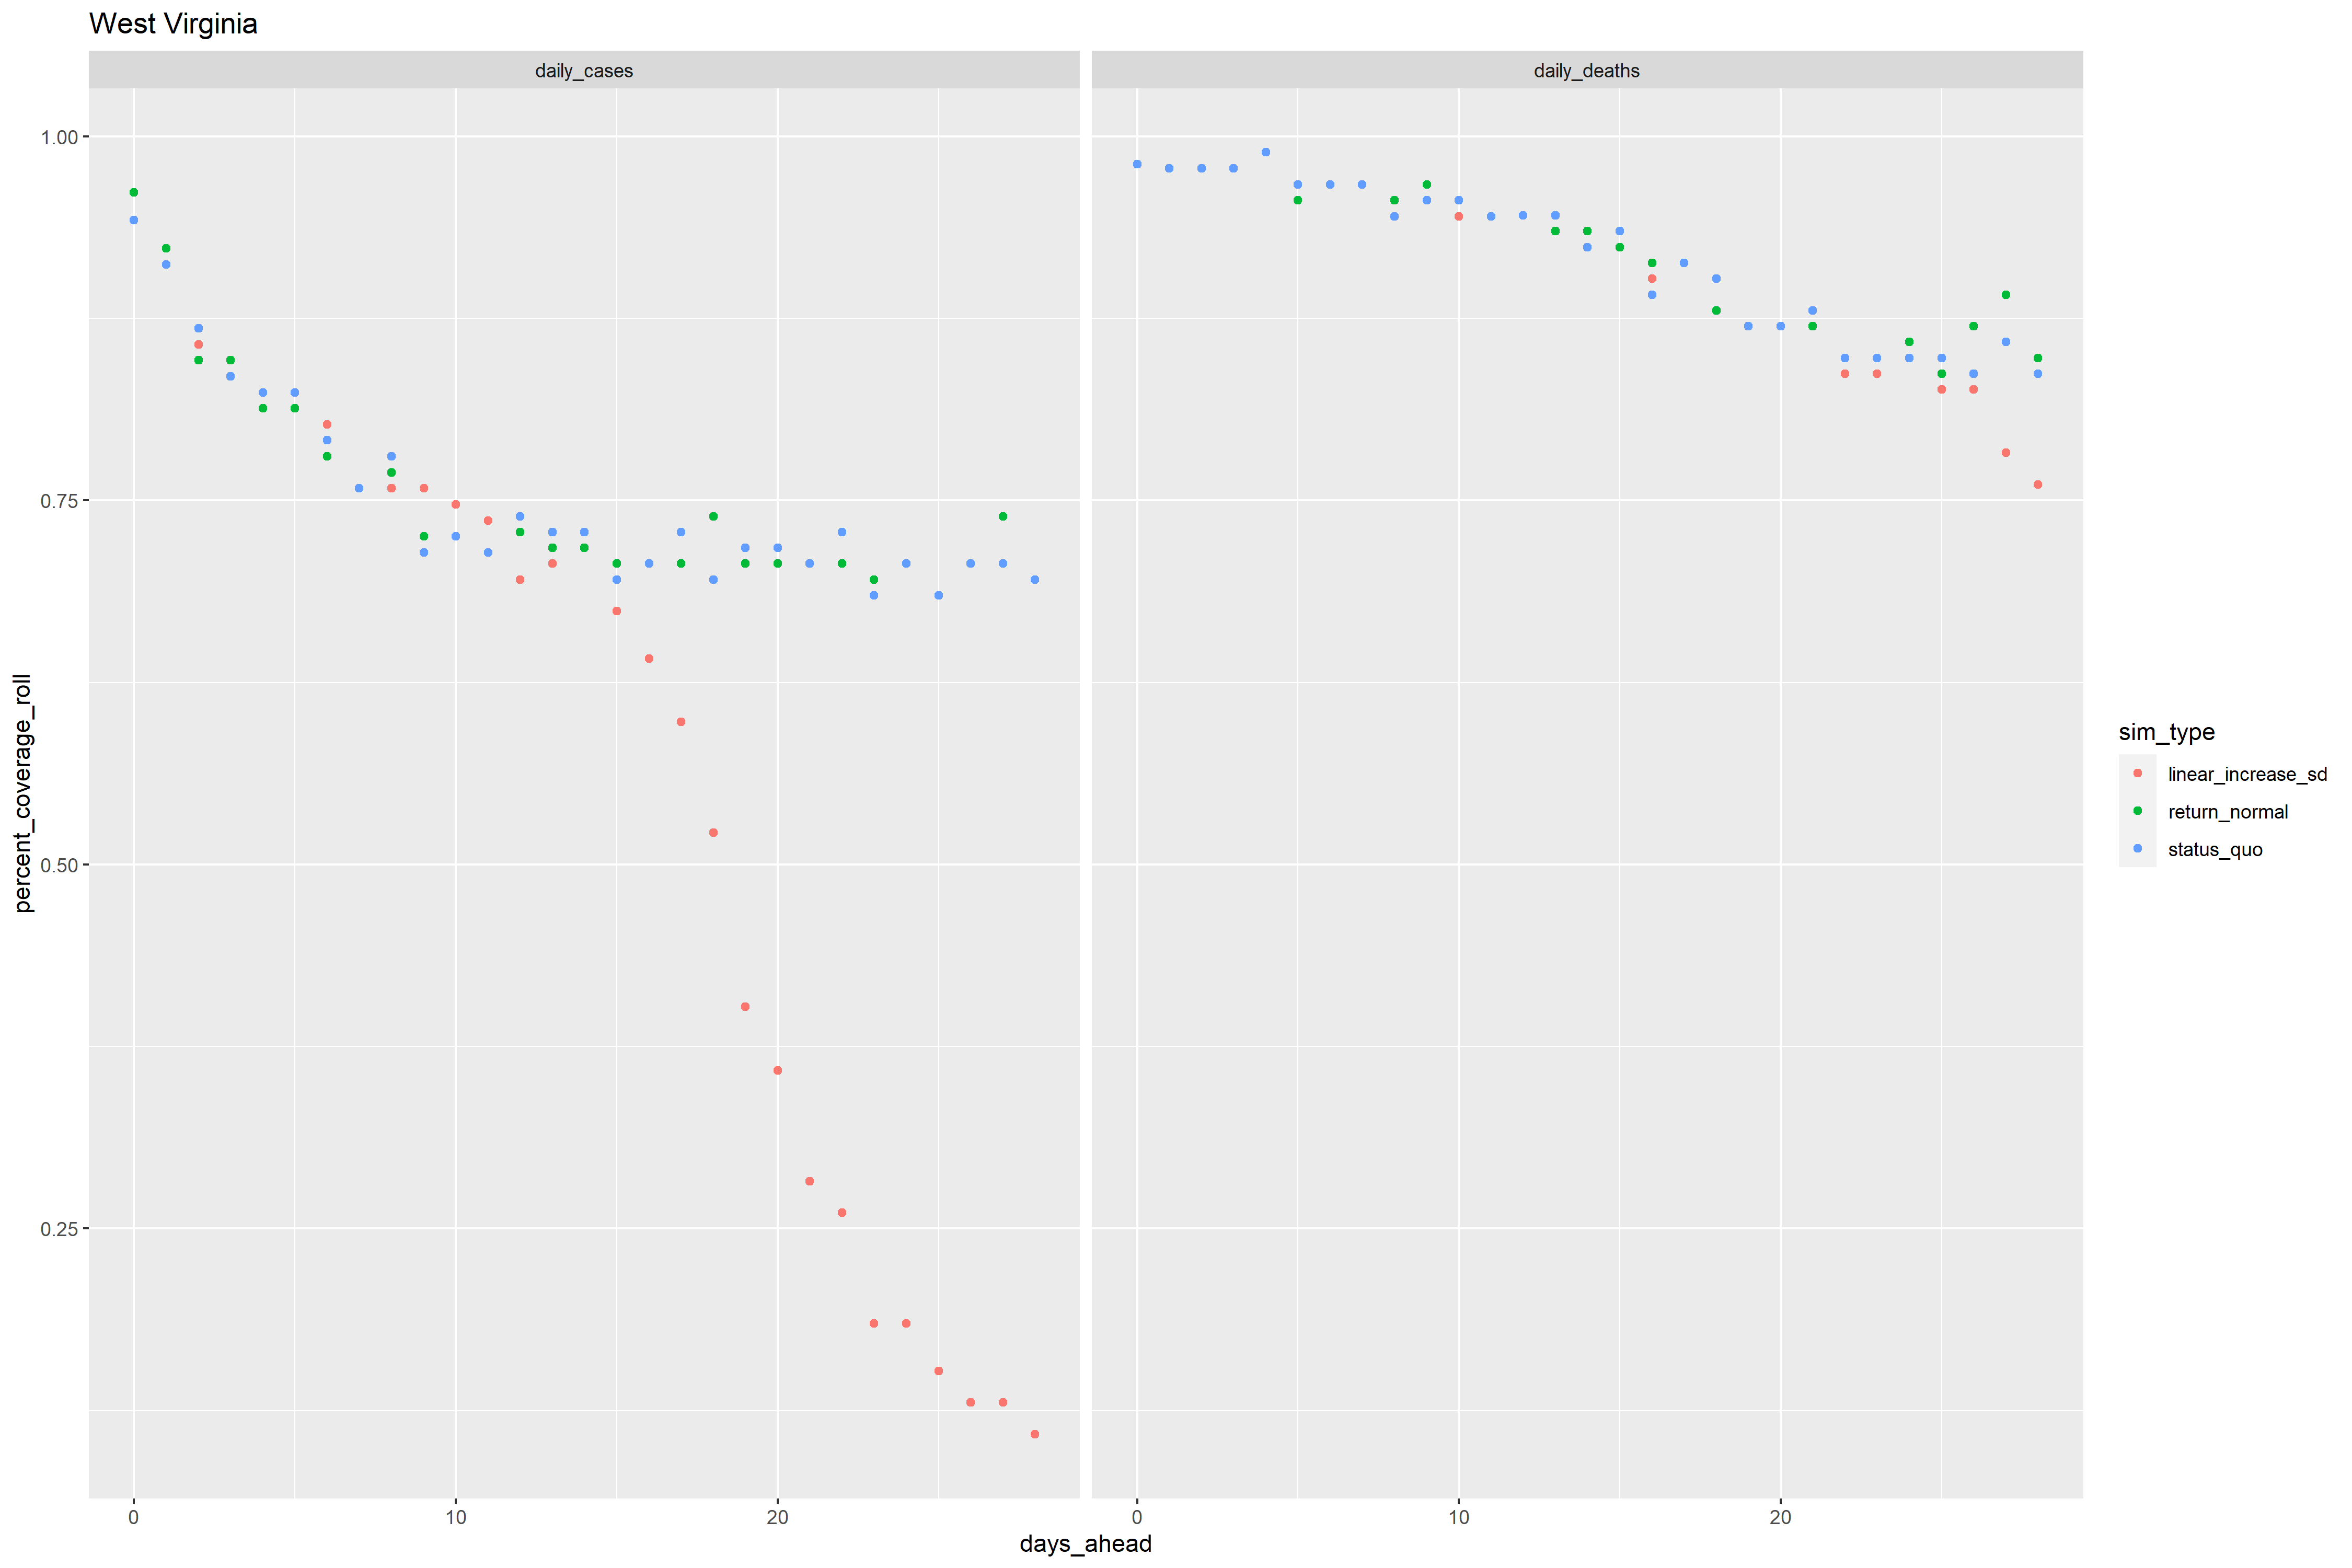 West Virginia
daily_cases
daily_deaths
1.00
0.75
0.50
0.25
percent_coverage_roll
0 10 20
0 10 20
days_ahead
sim_type
linear_increase_sd
return_normal
status_quo